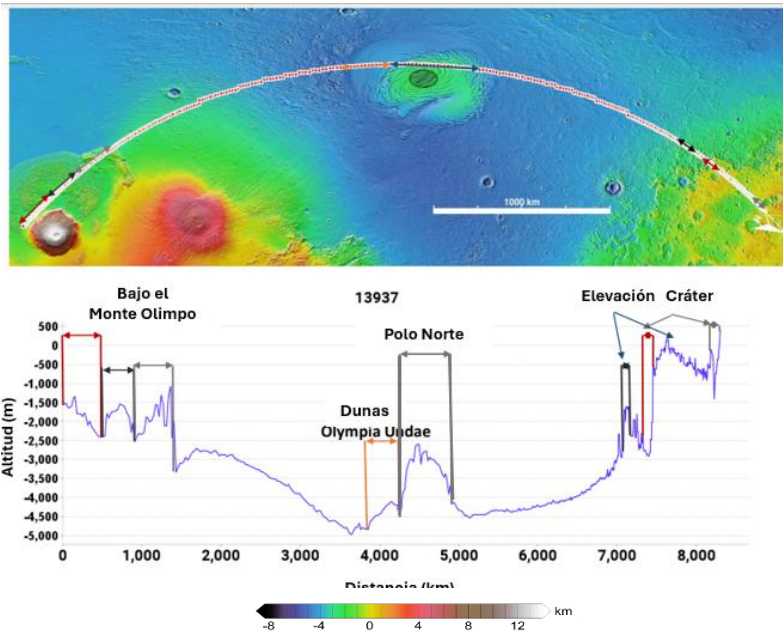 1000 km
Bajo el
Monte Olimpo
13937
Elevación Cráter
Polo Norte
Dunas
Olympia Undae
Altitud (m)
500
0
-500
-1,000
-1,500
-2,000
-2,500
-3,000
-3,500
-4,000
-4,500
-5,000
0 1,000 2,000 3,000 4,000 5,000 6,000 7,000 8,000
Distancia (km)
-8 -4 0 4 8 12 km